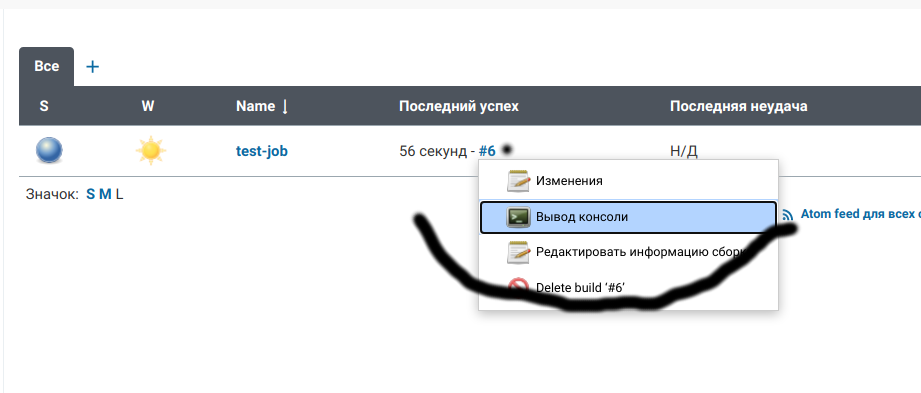 Все +
S W Name ↓ Последний успех Последняя неудача
test-job 56 секунд - #6 Н/Д
Изменения
Значок: S M L
Вывод консоли
Atom feed для всех
Редактировать информацию
Delete build ‘#6’